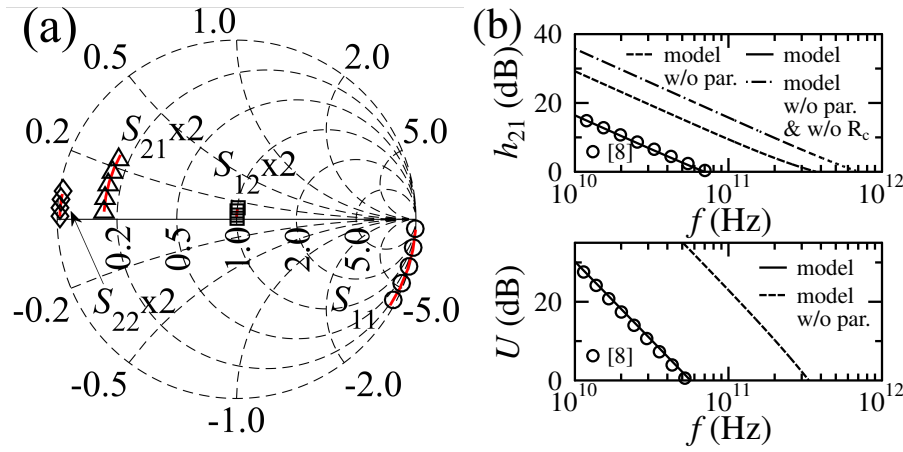 (a)
1.0
0.5
2.0
0.2
5.0
S21x2
S12x2
0.2
0.5
1.0
2.0
5.0
S22x2
S11
-0.2
-5.0
-0.5
-2.0
-1.0
(b)
40
20
0
h21 (dB)
model w/o par.
model
model w/o par. & w/o Rc
[8]
10^10
10^11
10^12
f (Hz)
20
0
U (dB)
model
model w/o par.
[8]
10^10
10^11
10^12
f (Hz)